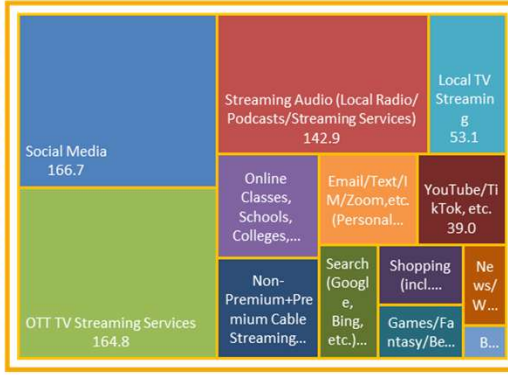 Social Media
166.7
OTT TV Streaming Services
164.8
Streaming Audio (Local Radio/
Podcasts/Streaming Services)
142.9
Local TV
Streamin
g
53.1
Online
Classes,
Schools,
Colleges,...
Email/Text/I
M/Zoom,etc.
(Personal...
YouTube/Ti
kTok, etc.
39.0
Non-
Premium+Pre
mium Cable
Streaming...
Search
(Googl
e,
Bing,
etc.)...
Shopping
(incl....
Games/Fan
tasy/Be...
Ne
ws/
W...
B...